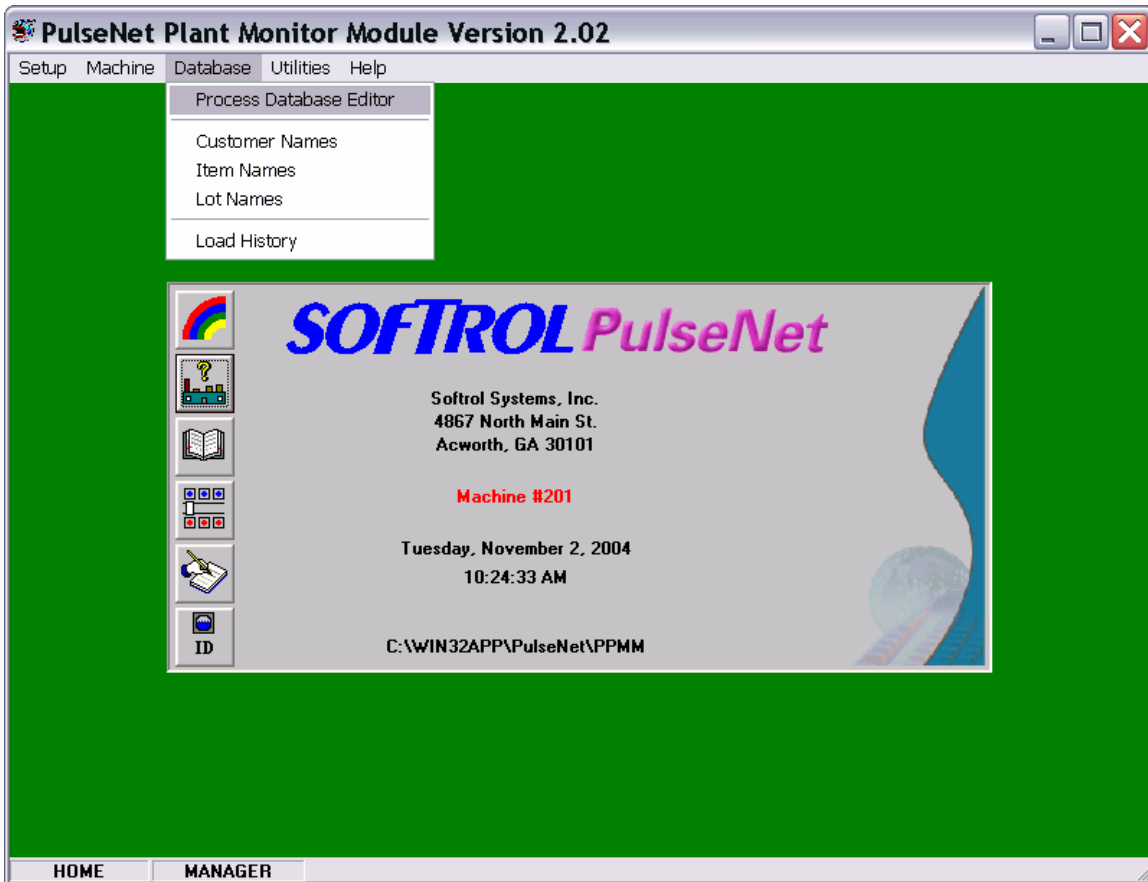 PulseNet Plant Monitor Module Version 2.02
Setup Machine Database Utilities Help
Process Database Editor
Customer Names
Item Names
Lot Names
Load History
SOFTROL PulseNet
Softrol Systems, Inc.
4867 North Main St.
Acworth, GA 30101
Machine #201
Tuesday, November 2, 2004
10:24:33 AM
?
ID
C:\WIN32APP\PulseNet\PPMM
HOME MANAGER